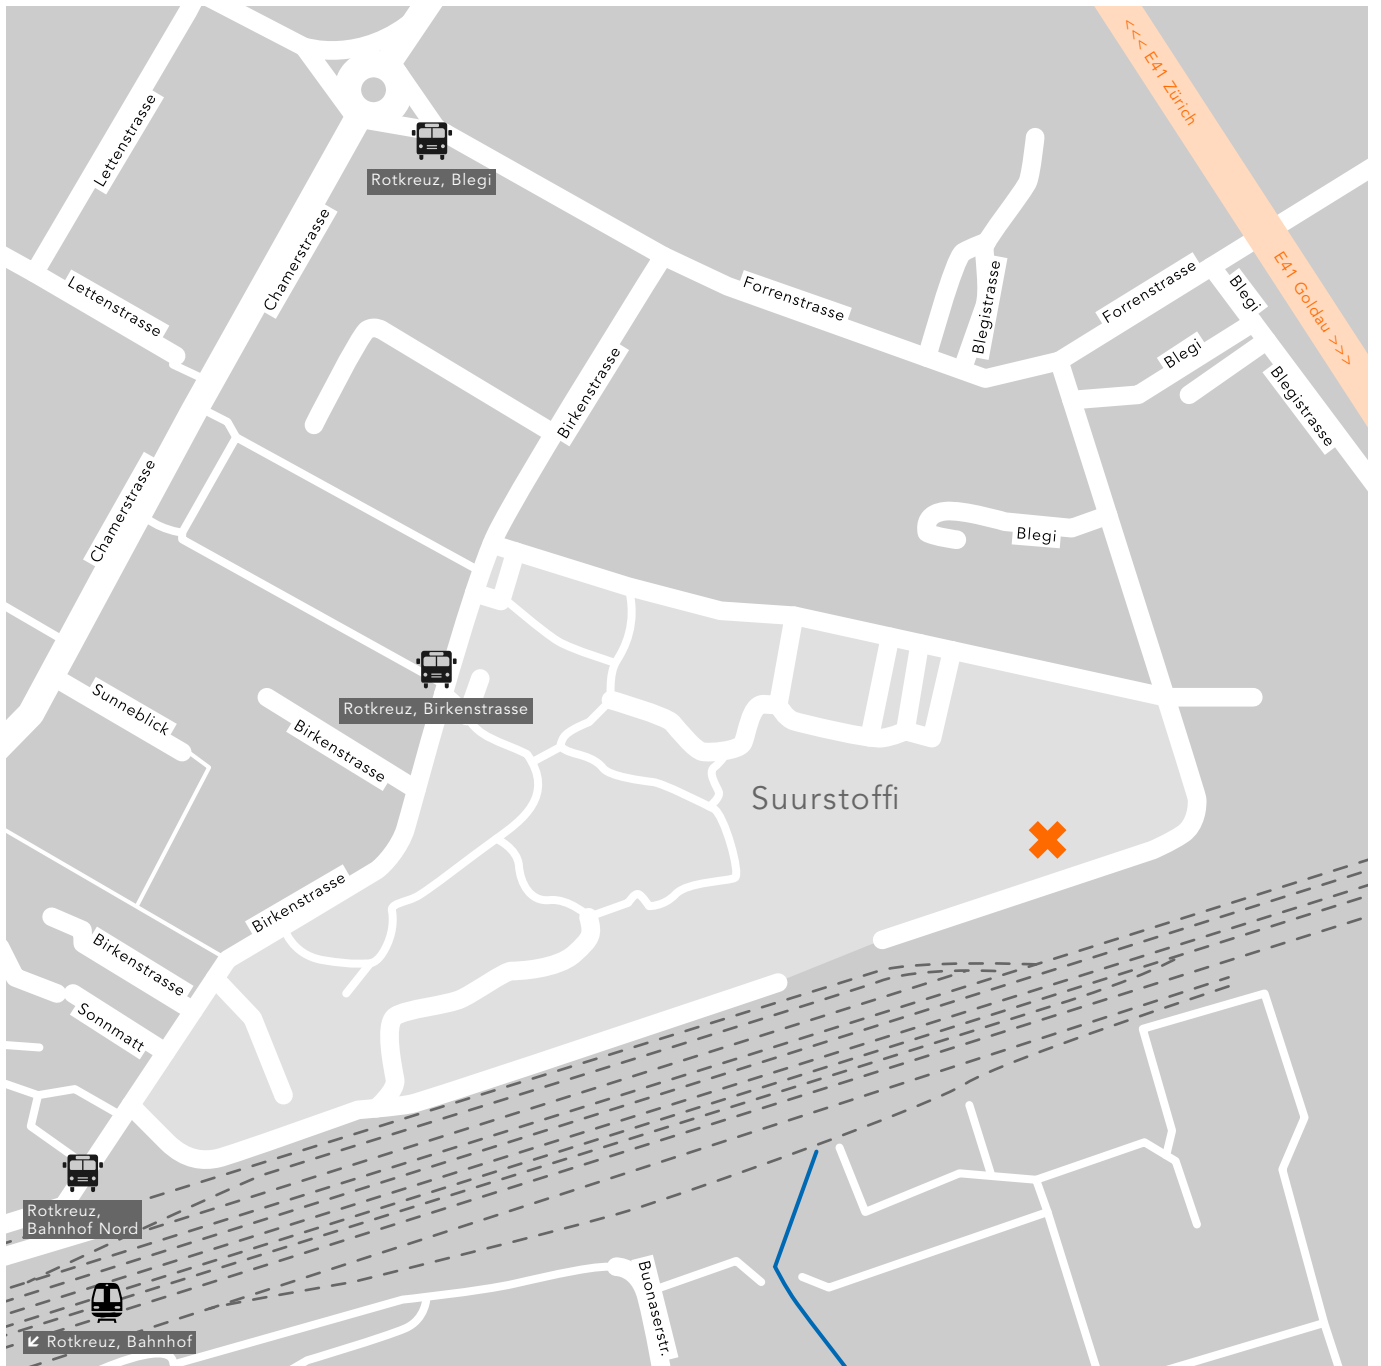 <<< E41 Zürich
Lettenstrasse
Rotkreuz, Blegi
Chamerstrasse
Lettenstrasse
Forrenstrasse
Blegistrasse
Forrenstrasse
Blegi
E41 Goldau >>>
Blegi
Birkenstrasse
Blegistrasse
Chamerstrasse
Blegi
Sunneblick
Rotkreuz, Birkenstrasse
Birkenstrasse
Suurstoffi
Birkenstrasse
Birkenstrasse
Sonnmatt
Rotkreuz,
Bahnhof Nord
Buonaserstr.
Rotkreuz, Bahnhof